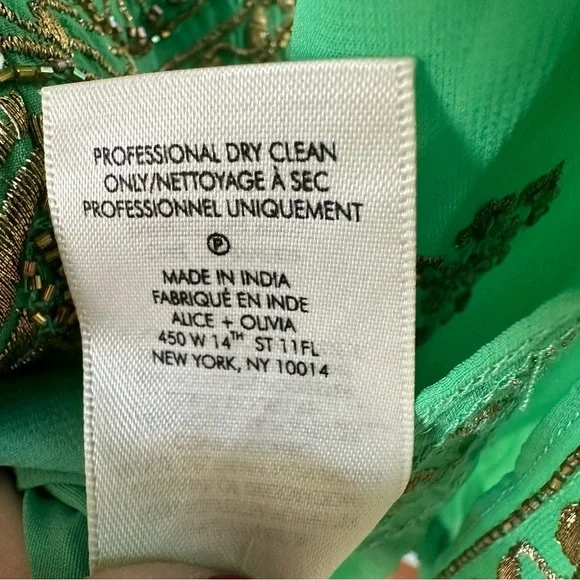 PROFESSIONAL DRY CLEAN
ONLY/NETTOYAGE À SEC
PROFESSIONNEL UNIQUEMENT
Ⓟ
MADE IN INDIA
FABRIQUÉ EN INDE
ALICE + OLIVIA
450 W 14TH ST 11FL
NEW YORK, NY 10014